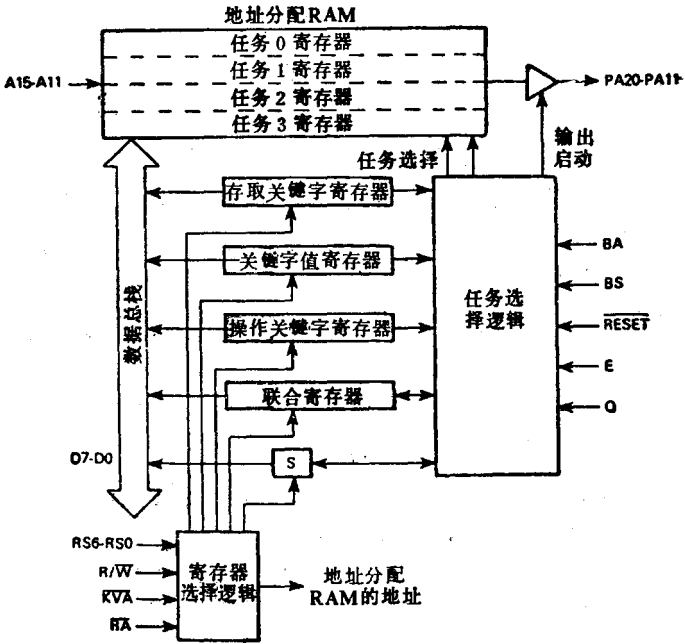 地址分配RAM
任务0寄存器
任务1寄存器
任务2寄存器
任务3寄存器
A15-A11
PA20-PA11
任务选择
输出
启动
存取关键字寄存器
关键字值寄存器
操作关键字寄存器
联合寄存器
S
数据总栈
D7-D0
任务选
择逻辑
BA
BS
RESET
E
Q
RS6-RS0
R/W
KVA
RA
寄存器
选择逻辑
地址分配
RAM的地址